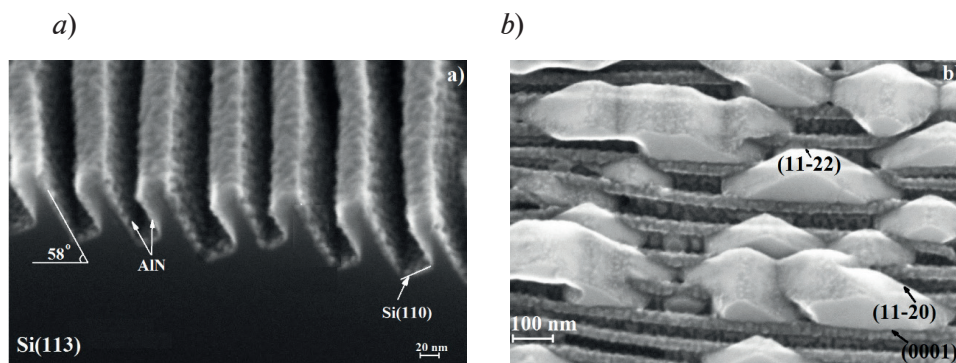 a)
b)
a)
b
(11-22)
58°
AlN
Si(110)
(11-20)
100 nm
(0001)
Si(113)
20 nm